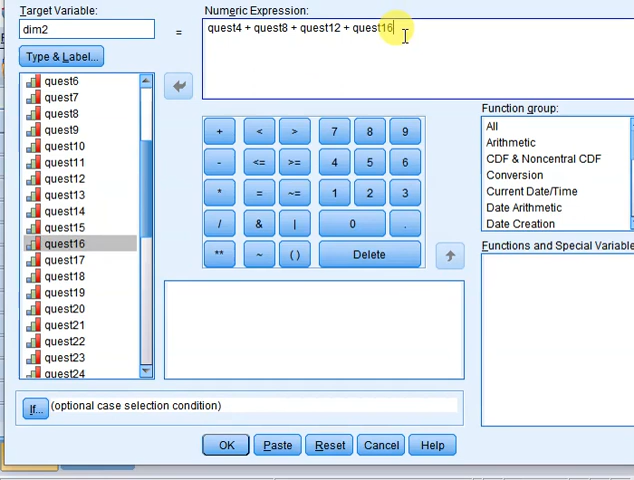 Target Variable:
dim2
Type & Label...
=
Numeric Expression:
quest4 + quest8 + quest12 + quest16
quest6
quest7
quest8
quest9
quest10
quest11
quest12
quest13
quest14
quest15
quest16
quest17
quest18
quest19
quest20
quest21
quest22
quest23
quest24
+ < > 7 8 9
- <= >= 4 5 6
* = ~= 1 2 3
/ & | 0 .
** ~ ( ) Delete
Function group:
All
Arithmetic
CDF & Noncentral CDF
Conversion
Current Date/Time
Date Arithmetic
Date Creation
Functions and Special Variable
If... (optional case selection condition)
OK Paste Reset Cancel Help